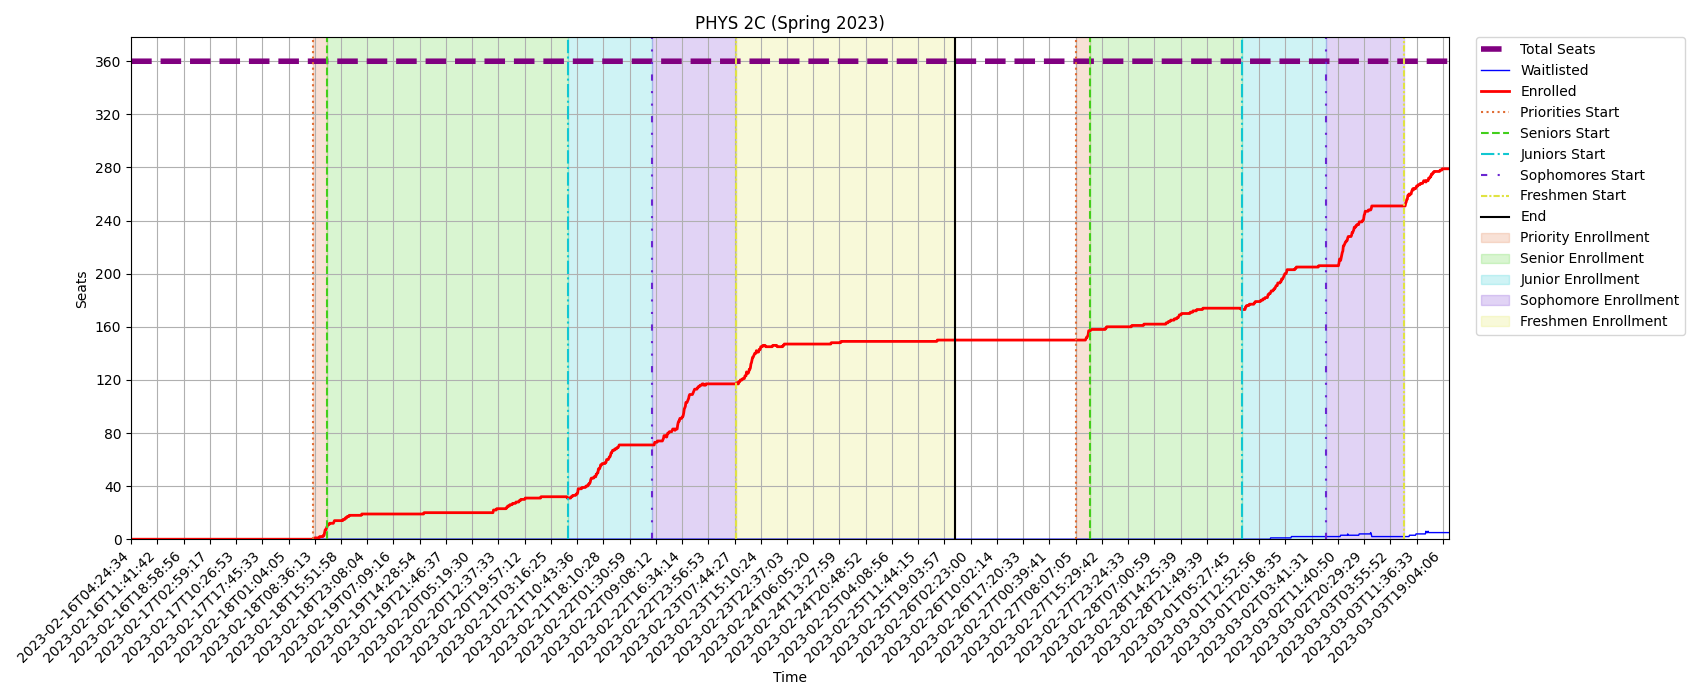 PHYS 2C (Spring 2023)
360
320
280
240
200
160
120
80
40
0
Seats
2023-02-16T04:24:34
2023-02-16T11:41:42
2023-02-16T18:58:56
2023-02-17T02:59:17
2023-02-17T10:26:53
2023-02-17T17:45:33
2023-02-18T01:04:05
2023-02-18T08:36:13
2023-02-18T15:51:58
2023-02-18T23:08:04
2023-02-19T07:09:16
2023-02-19T14:28:54
2023-02-19T21:46:37
2023-02-20T05:19:30
2023-02-20T12:37:33
2023-02-20T19:57:12
2023-02-21T03:16:25
2023-02-21T10:43:36
2023-02-21T18:10:28
2023-02-22T01:30:59
2023-02-22T09:08:12
2023-02-22T16:34:14
2023-02-22T23:56:53
2023-02-23T07:44:27
2023-02-23T15:10:24
2023-02-23T22:37:03
2023-02-24T06:05:20
2023-02-24T13:27:59
2023-02-24T20:48:52
2023-02-25T04:08:56
2023-02-25T11:44:15
2023-02-25T19:03:57
2023-02-26T02:23:00
2023-02-26T10:02:14
2023-02-26T17:20:33
2023-02-27T00:39:41
2023-02-27T08:07:05
2023-02-27T15:29:42
2023-02-27T23:24:33
2023-02-28T07:00:59
2023-02-28T14:25:39
2023-02-28T21:49:39
2023-03-01T05:27:45
2023-03-01T12:52:56
2023-03-01T20:18:35
2023-03-02T03:41:31
2023-03-02T11:40:50
2023-03-02T20:29:29
2023-03-03T03:55:52
2023-03-03T11:36:33
2023-03-03T19:04:06
Time
Total Seats
Waitlisted
Enrolled
Priorities Start
Seniors Start
Juniors Start
Sophomores Start
Freshmen Start
End
Priority Enrollment
Senior Enrollment
Junior Enrollment
Sophomore Enrollment
Freshmen Enrollment